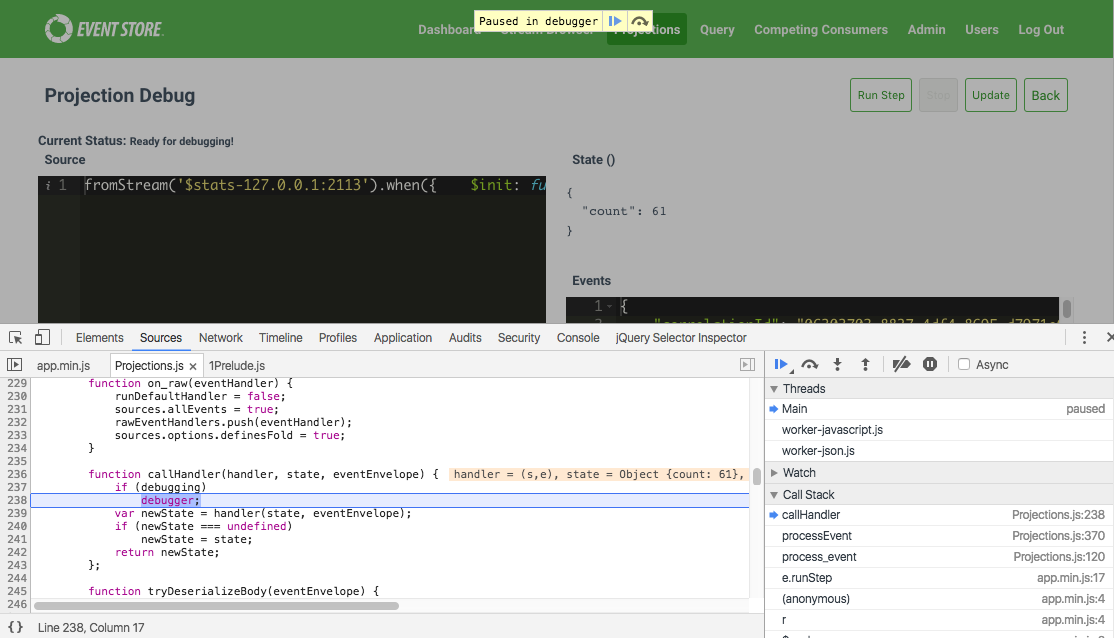 EVENT STORE
Paused in debugger
Dashboard Stream Browser Projections Query Competing Consumers Admin Users Log Out
Projection Debug
Run Step Stop Update Back
Current Status: Ready for debugging!
Source
State ()
i 1 fromStream('$stats-127.0.0.1:2113').when({    $init: fu
{
"count": 61
}
Events
1 {
Elements Sources Network Timeline Profiles Application Audits Security Console jQuery Selector Inspector
app.min.js Projections.js × 1Prelude.js
229 function on_raw(eventHandler) {
230 runDefaultHandler = false;
231 sources.allEvents = true;
232 rawEventHandlers.push(eventHandler);
233 sources.options.definesFold = true;
234 }
235
236 function callHandler(handler, state, eventEnvelope) { handler = (s,e), state = Object {count: 61},
237 if (debugging)
238 debugger;
239 var newState = handler(state, eventEnvelope);
240 if (newState === undefined)
241 newState = state;
242 return newState;
243 };
244
245 function tryDeserializeBody(eventEnvelope) {
246
{} Line 238, Column 17
Async
Threads
Main paused
worker-javascript.js
worker-json.js
Watch
Call Stack
callHandler Projections.js:238
processEvent Projections.js:370
process_event Projections.js:120
e.runStep app.min.js:17
(anonymous) app.min.js:4
r app.min.js:4